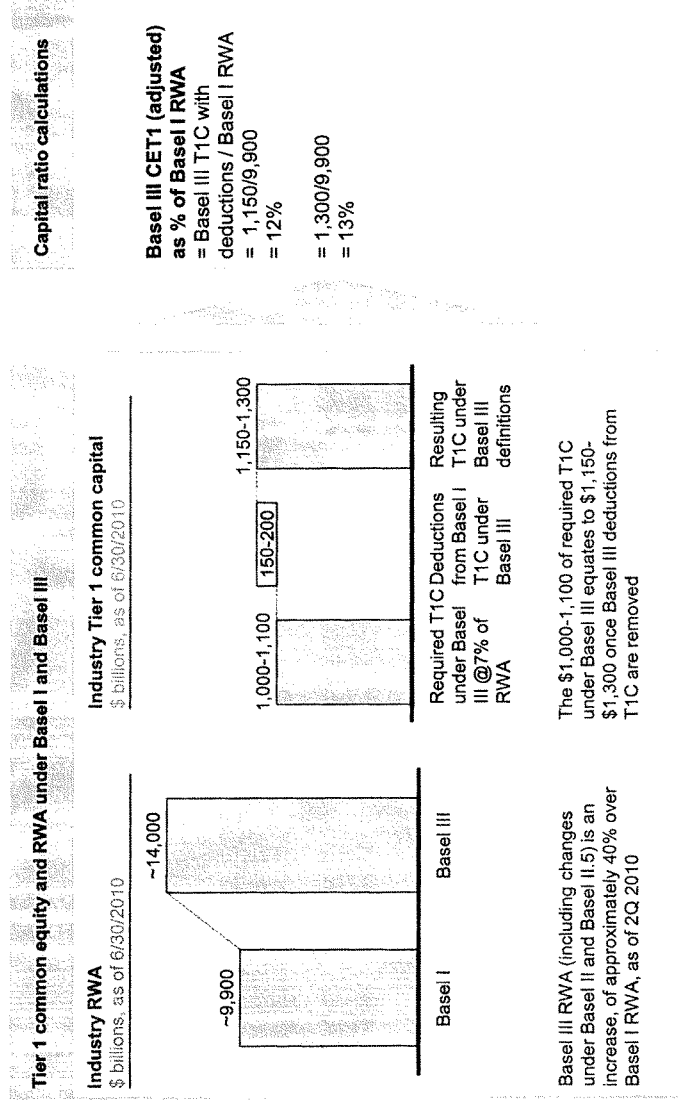 Tier 1 common equity and RWA under Basel I and Basel III
Industry RWA
$ billions, as of 6/30/2010
~9,900
~14,000
Basel I
Basel III
Basel III RWA (including changes
under Basel II and Basel II.5) is an
increase, of approximately 40% over
Basel I RWA, as of 2Q 2010
Industry Tier 1 common capital
$ billions, as of 6/30/2010
1,000-1,100
150-200
1,150-1,300
Required T1C
under Basel
III @7% of
RWA
Deductions
from Basel I
T1C under
Basel III
Resulting
T1C under
Basel III
definitions
The $1,000-1,100 of required T1C
under Basel III equates to $1,150-
$1,300 once Basel III deductions from
T1C are removed
Capital ratio calculations
Basel III CET1 (adjusted)
as % of Basel I RWA
= Basel III T1C with
deductions / Basel I RWA
= 1,150/9,900
= 12%
= 1,300/9,900
= 13%